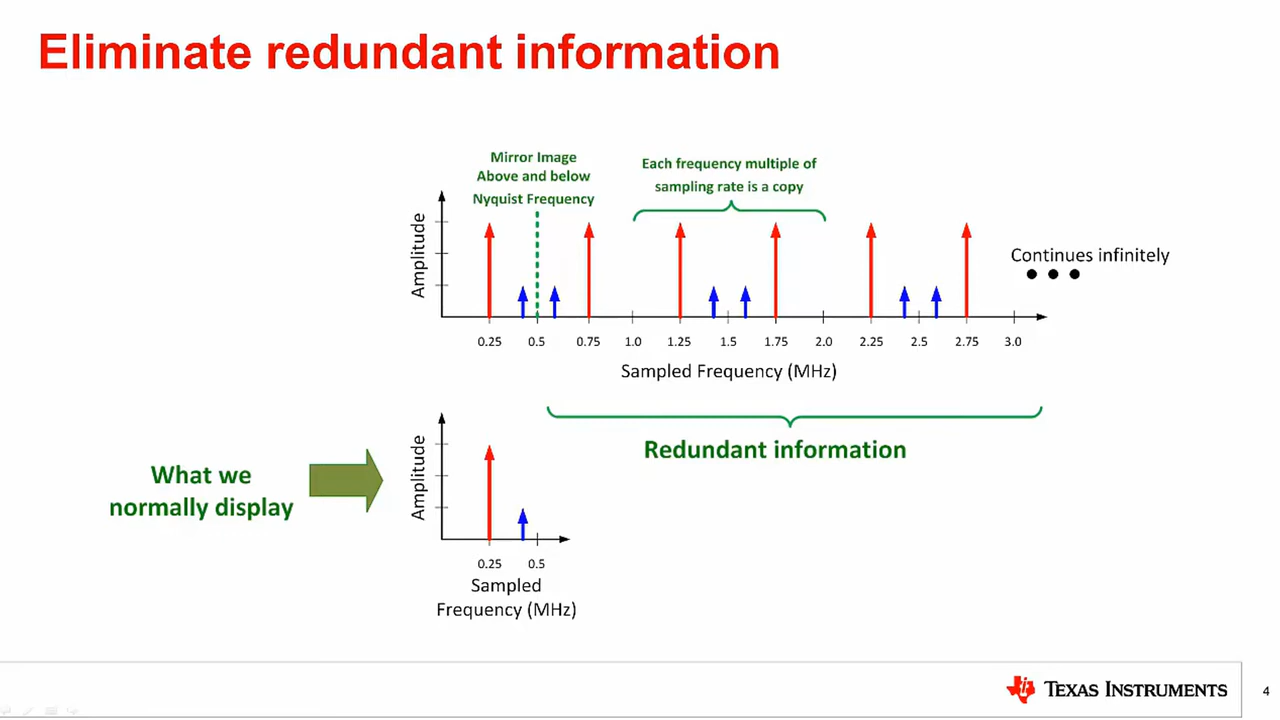 Eliminate redundant information
Mirror Image
Above and below
Nyquist Frequency
Each frequency multiple of
sampling rate is a copy
Amplitude
Continues infinitely
0.25 0.5 0.75 1.0 1.25 1.5 1.75 2.0 2.25 2.5 2.75 3.0
Sampled Frequency (MHz)
Redundant information
What we
normally display
Amplitude
0.25 0.5
Sampled
Frequency (MHz)
TEXAS INSTRUMENTS
4